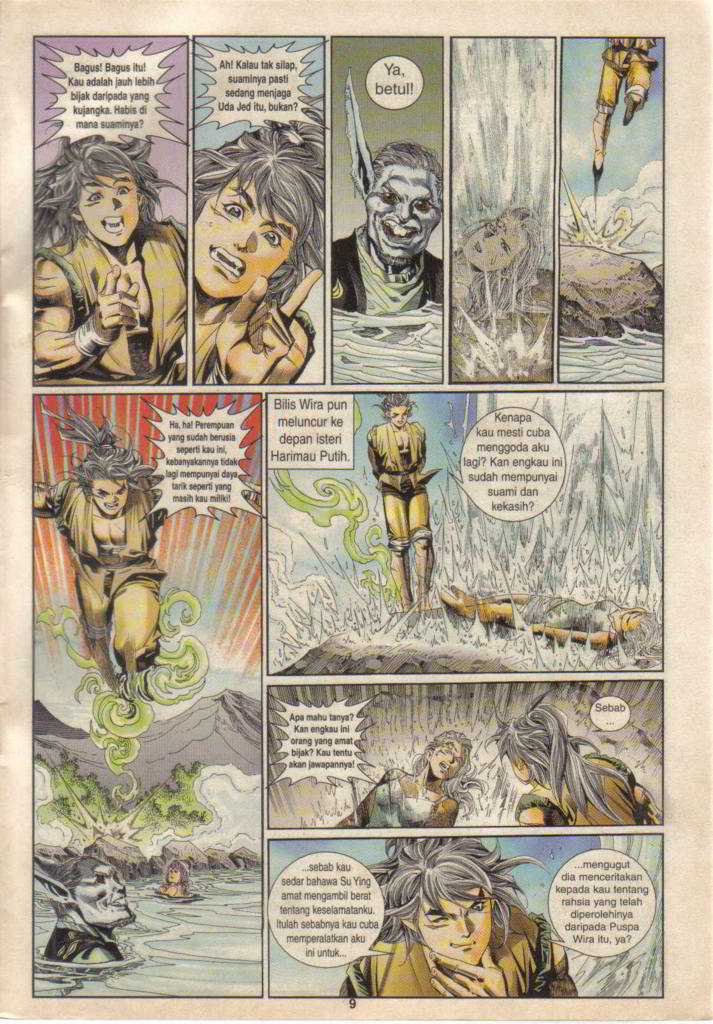 Bagus! Bagus itu!
Kau adalah jauh lebih
bijak daripada yang
kujangka. Habis di
mana suaminya?
Ah! Kalau tak silap,
suaminya pasti
sedang menjaga
Uda Jed itu, bukan?
Ya,
betul!
Ha, ha! Perempuan
yang sudah berusia
seperti kau ini,
kebanyakannya tidak
lagi mempunyai daya
tarik seperti yang
masih kau miliki!
Bilis Wira pun
meluncur ke
depan isteri
Harimau Putih.
Kenapa
kau mesti cuba
menggoda aku
lagi? Kan engkau ini
sudah mempunyai
suami dan
kekasih?
Apa mahu tanya?
Kan engkau ini
orang yang amat
bijak? Kau tentu
akan jawapannya!
Sebab
...
...sebab kau
sedar bahawa Su Ying
amat mengambil berat
tentang keselamatanku.
Itulah sebabnya kau cuba
memperalatkan aku
ini untuk...
...mengugut
dia menceritakan
kepada kau tentang
rahsia yang telah
diperolehinya
daripada Puspa
Wira itu, ya?
9